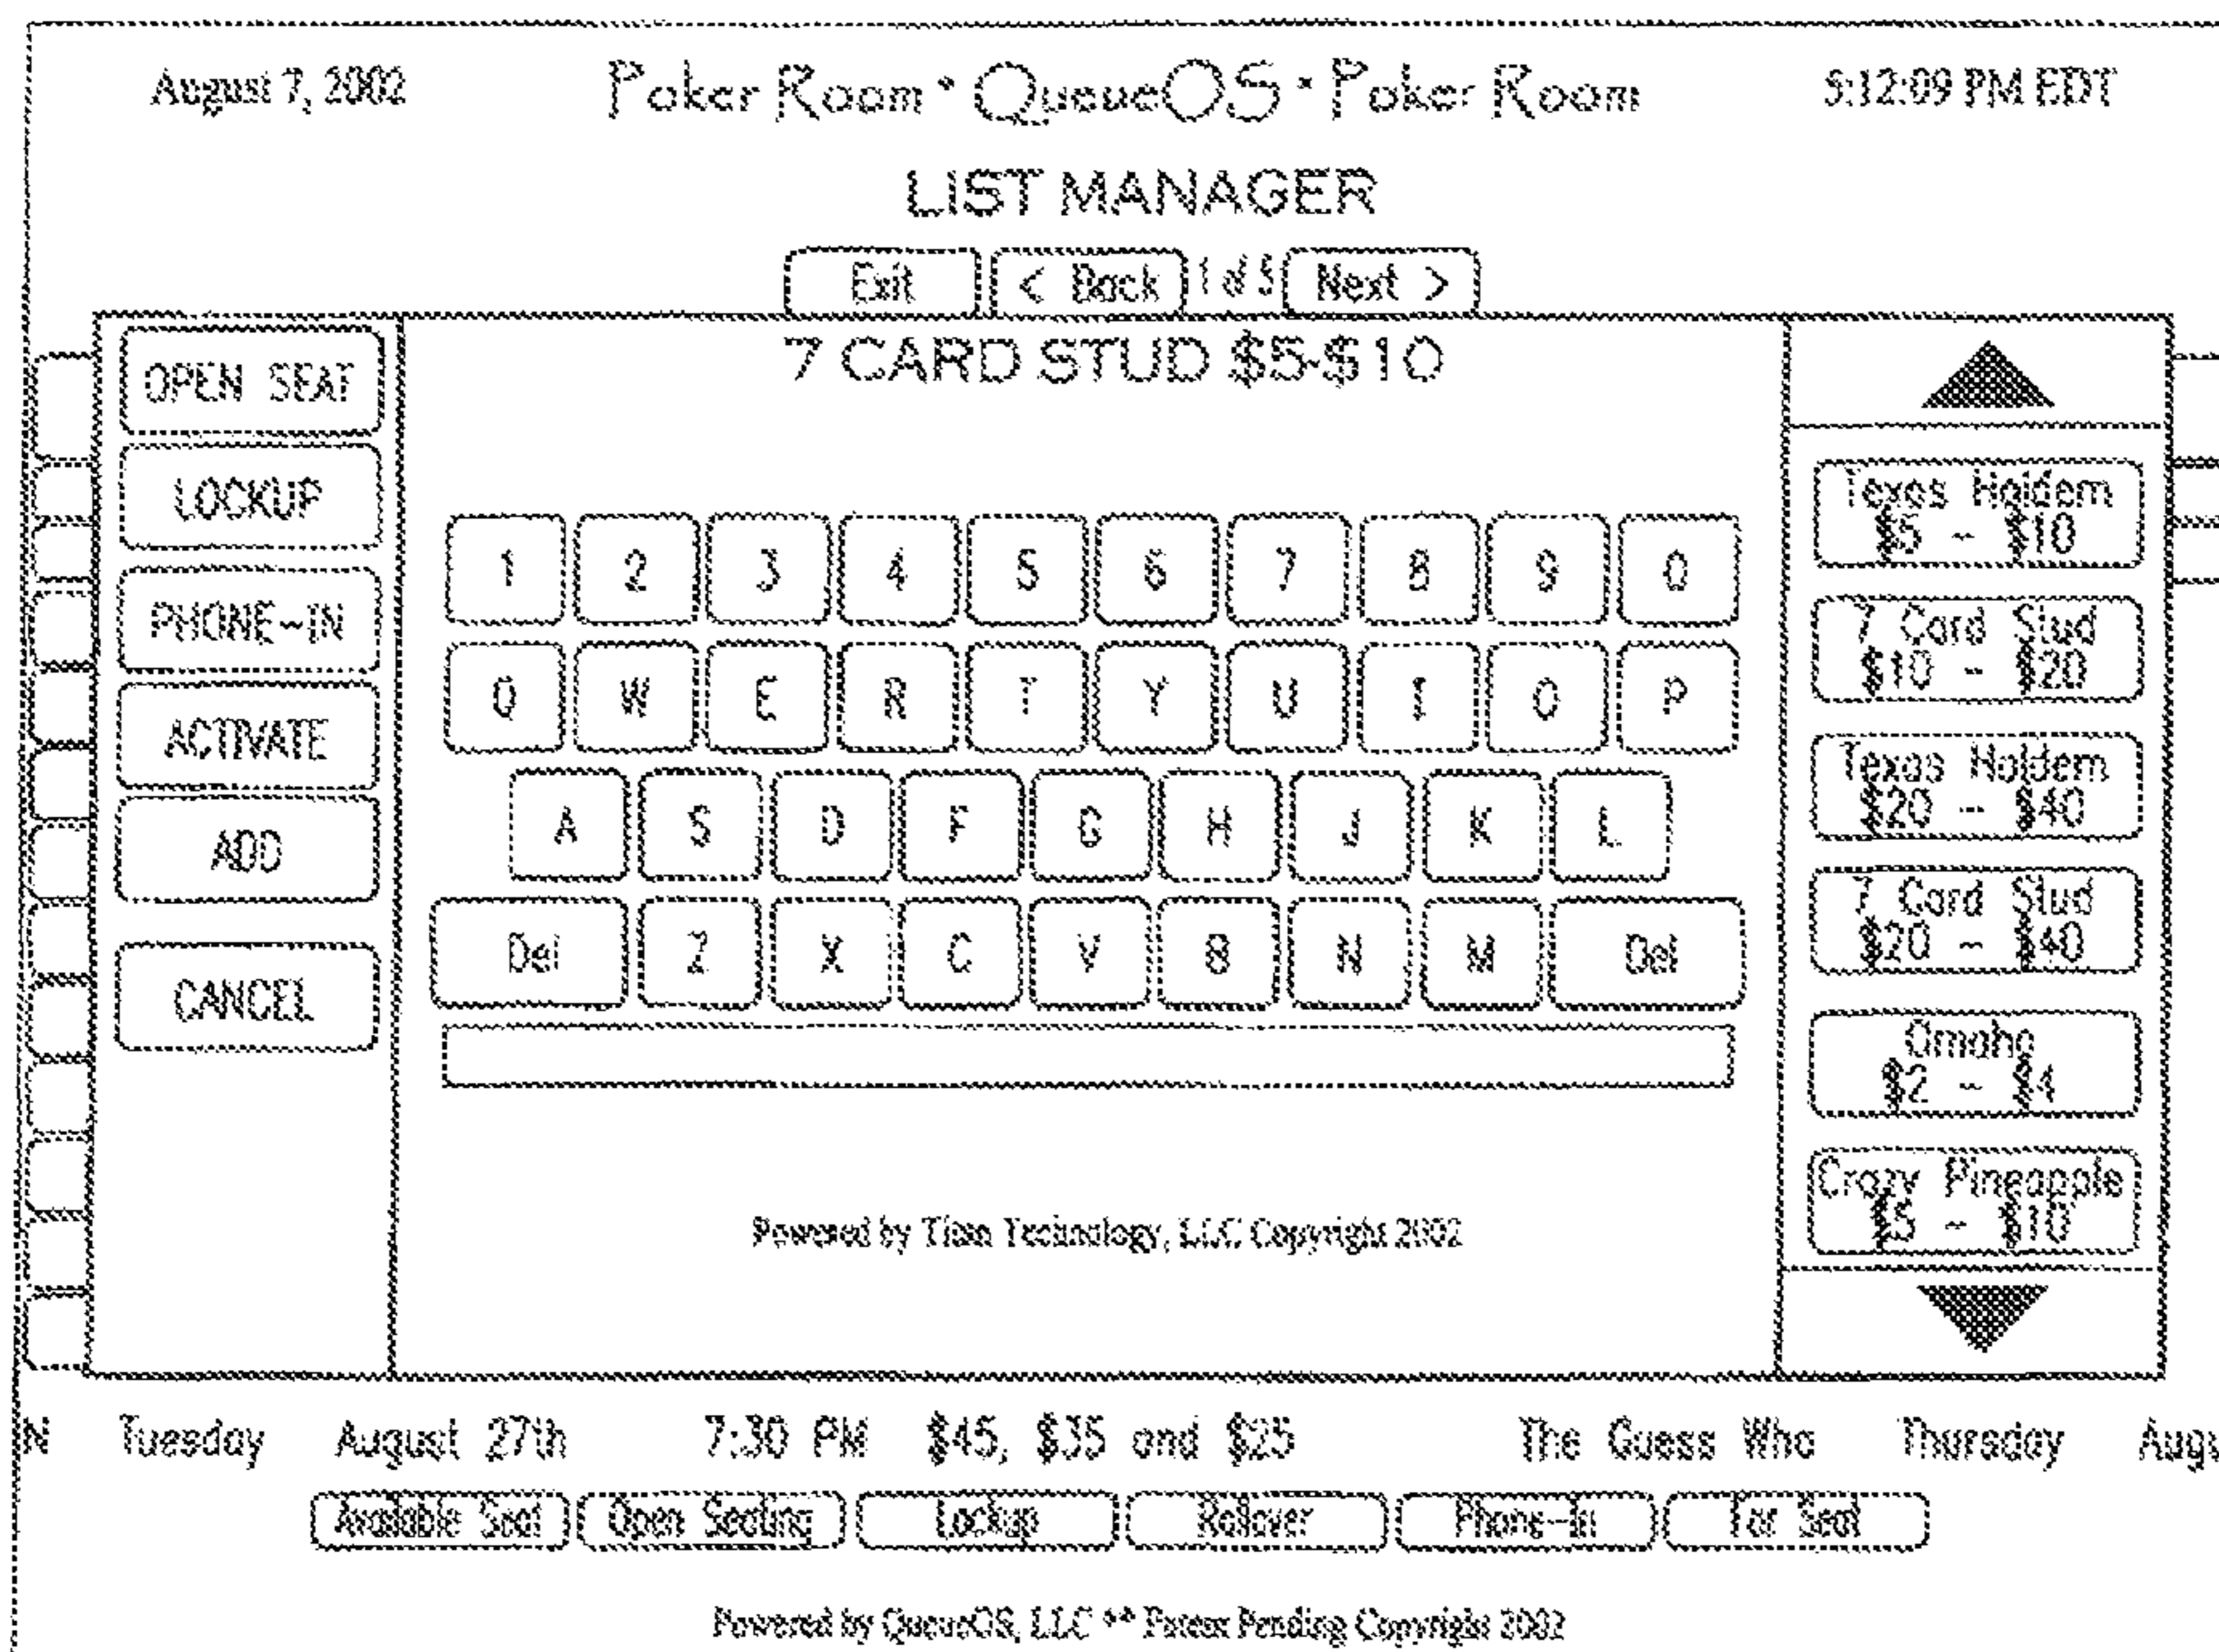 August 7, 2002 Poker Room * QueueOS * Poker Room 5:12:09 PM EDT
LIST MANAGER
Exit < Back 1 of 5 Next >
7 CARD STUD $5-$10
OPEN SEAT
LOCKUP
PHONE-IN
ACTIVATE
ADD
CANCEL
1 2 3 4 5 6 7 8 9 0
Q W E R T Y U I O P
A S D F G H J K L
Del Z X C V B N M Del
Powered by Titan Technology, LLC Copyright 2002
Texas Holdem
$5 - $10
7 Card Stud
$10 - $20
Texas Holdem
$20 - $40
7 Card Stud
$20 - $40
Omaha
$2 - $4
Crazy Pineapple
$5 - $10
N Tuesday August 27th 7:30 PM $45, $35 and $25 The Guess Who Thursday Augu
Available Seat Open Seating Lockup Rollover Phone-In For Seat
Powered by QueueOS, LLC ** Patent Pending Copyright 2002